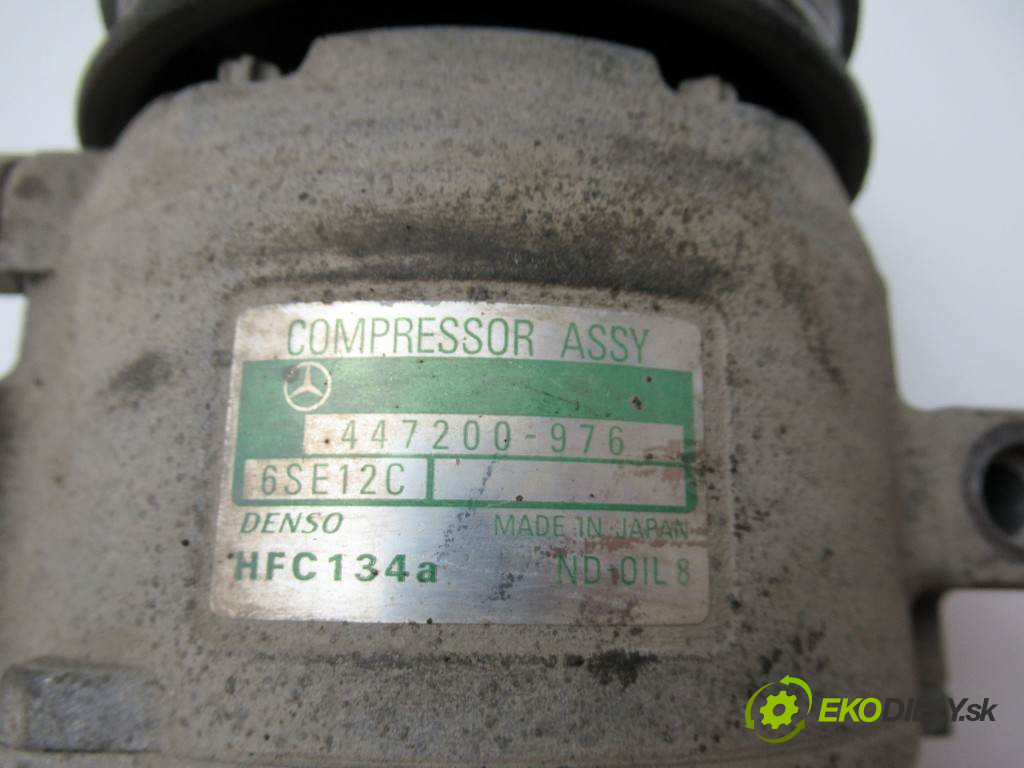 COMPRESSOR ASSY
447200-976
6SE12C
DENSO MADE IN JAPAN
HFC134a ND-OIL 8
EKODIELY.sk